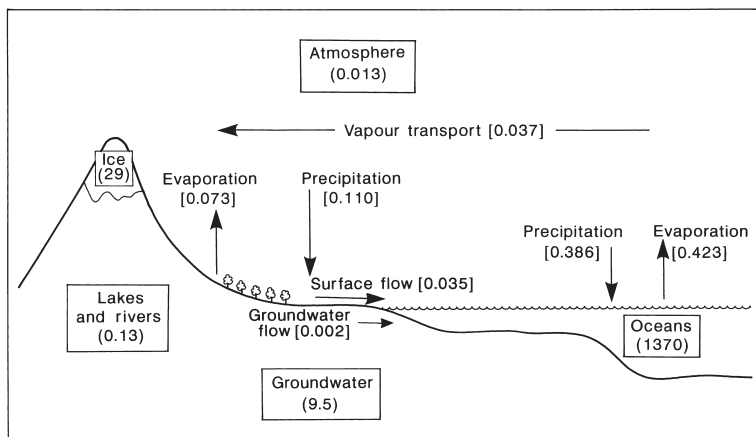 Atmosphere
(0.013)
Vapour transport [0.037]
Ice
(29)
Evaporation
[0.073]
Precipitation
[0.110]
Precipitation
[0.386]
Evaporation
[0.423]
Surface flow [0.035]
Groundwater
flow [0.002]
Lakes
and rivers
(0.13)
Oceans
(1370)
Groundwater
(9.5)